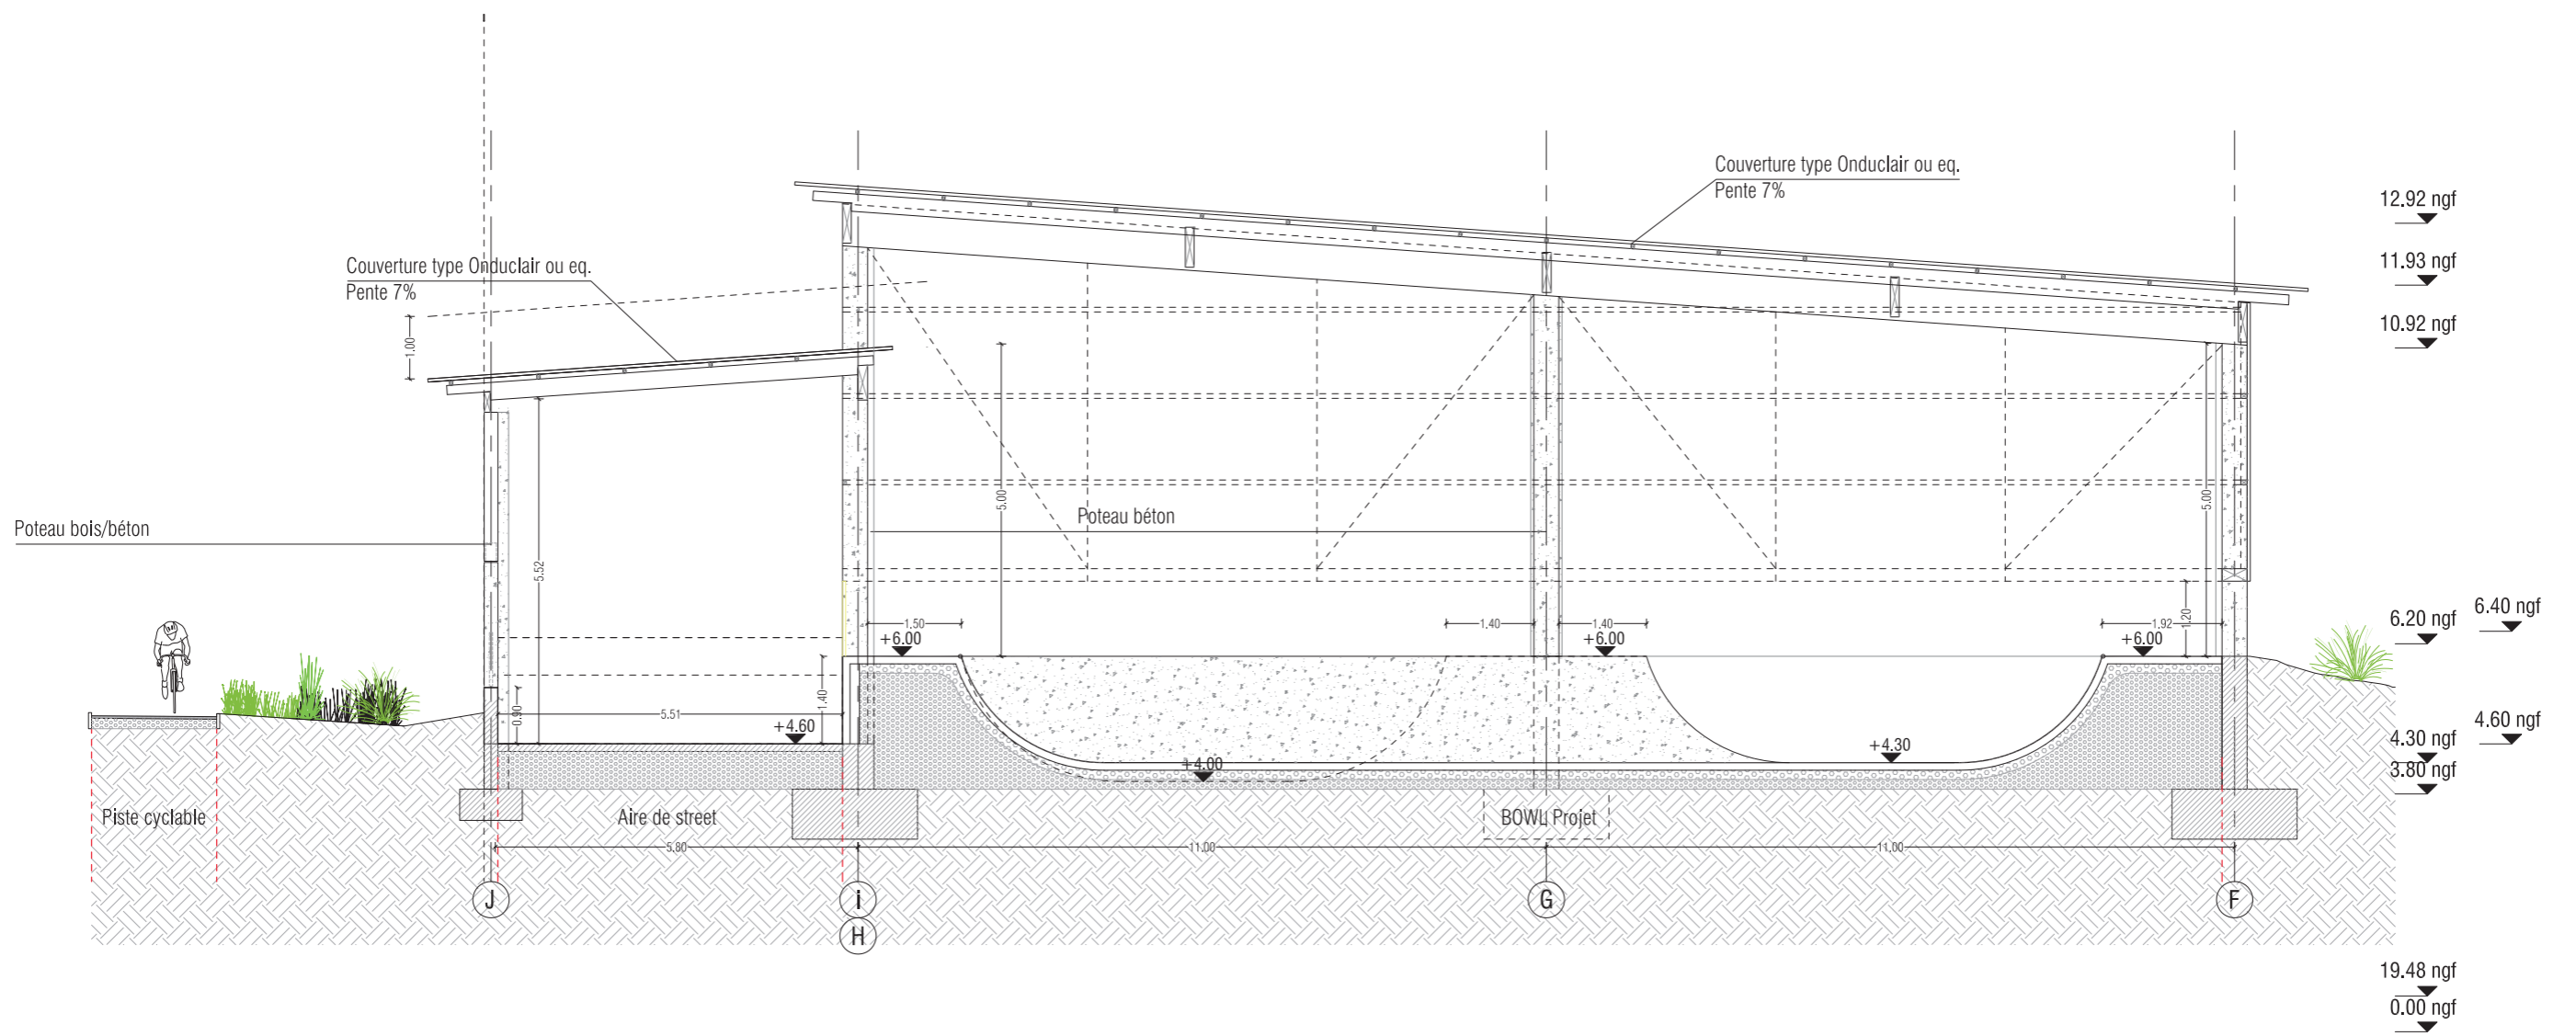 Couverture type Onduclair ou eq.
Pente 7%
12.92 ngf
Couverture type Onduclair ou eq.
Pente 7%
11.93 ngf
10.92 ngf
1.00
5.00
5.00
Poteau béton
Poteau bois/béton
5.52
6.40 ngf
6.20 ngf
1.50
+6.00
1.40
1.40
+6.00
1.92
+6.00
1.20
0.90
5.51
1.40
+4.60
4.60 ngf
4.30 ngf
+4.30
+4.00
3.80 ngf
Piste cyclable
Aire de street
BOWL Projet
5.80
11.00
11.00
J
i
G
F
H
19.48 ngf
0.00 ngf